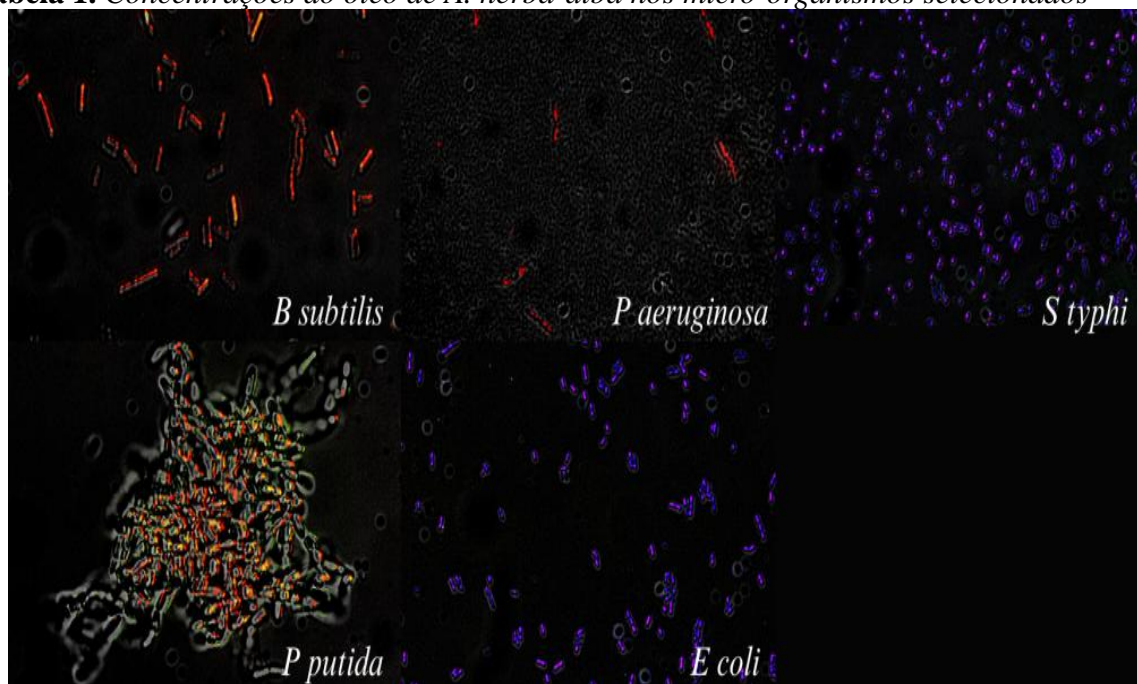 abela 1. Concentrações do óleo de A. herba-alba nos micro-organismos selecionados
B subtilis
P aeruginosa
S typhi
P putida
E coli